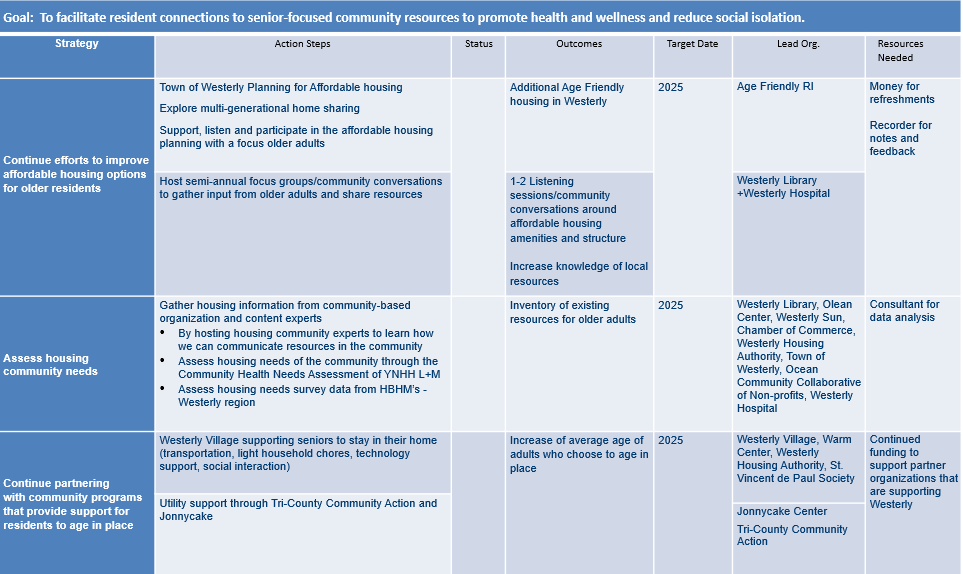 Goal: To facilitate resident connections to senior-focused community resources to promote health and wellness and reduce social isolation.
Strategy
Action Steps
Status
Outcomes
Target Date
Lead Org.
Resources
Needed
Continue efforts to improve
affordable housing options
for older residents
Town of Westerly Planning for Affordable housing
Explore multi-generational home sharing
Support, listen and participate in the affordable housing
planning with a focus older adults
Additional Age Friendly
housing in Westerly
2025
Age Friendly RI
Money for
refreshments
Recorder for
notes and
feedback
Host semi-annual focus groups/community conversations
to gather input from older adults and share resources
1-2 Listening
sessions/community
conversations around
affordable housing
amenities and structure
Increase knowledge of local
resources
Westerly Library
+Westerly Hospital
Assess housing
community needs
Gather housing information from community-based
organization and content experts
• By hosting housing community experts to learn how
we can communicate resources in the community
• Assess housing needs of the community through the
Community Health Needs Assessment of YNHH L+M
• Assess housing needs survey data from HBHM's -
Westerly region
Inventory of existing
resources for older adults
2025
Westerly Library, Olean
Center, Westerly Sun,
Chamber of Commerce,
Westerly Housing
Authority, Town of
Westerly, Ocean
Community Collaborative
of Non-profits, Westerly
Hospital
Consultant for
data analysis
Continue partnering
with community programs
that provide support for
residents to age in place
Westerly Village supporting seniors to stay in their home
(transportation, light household chores, technology
support, social interaction)
Increase of average age of
adults who choose to age in
place
2025
Westerly Village, Warm
Center, Westerly
Housing Authority, St.
Vincent de Paul Society
Continued
funding to
support partner
organizations that
are supporting
Westerly
Utility support through Tri-County Community Action and
Jonnycake
Jonnycake Center
Tri-County Community
Action